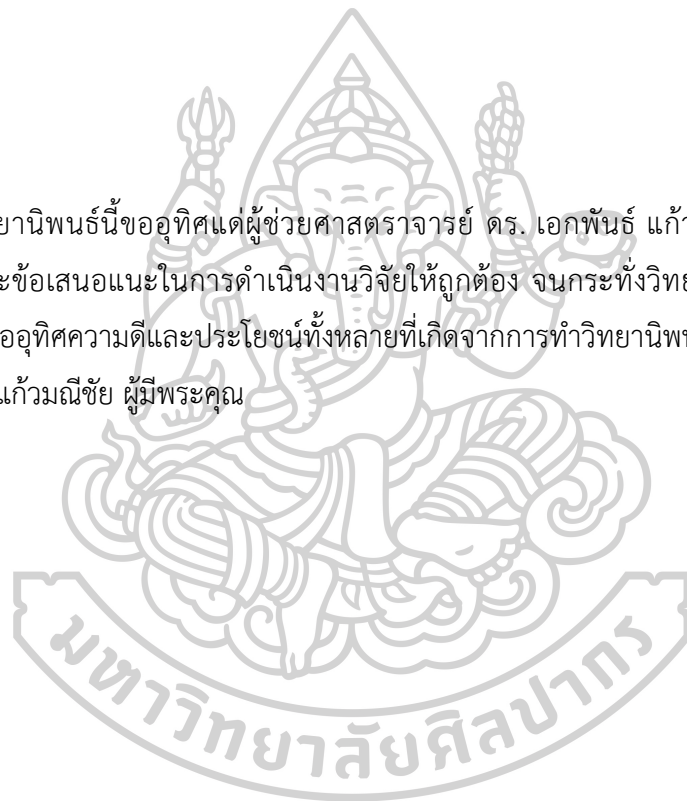 ยานิพนธ์นี้ขออุทิศแด่ผู้ช่วยศาสตราจารย์ ดร. เอกพันธ์ แก้ว
ะข้อเสนอแนะในการดำเนินงานวิจัยให้ถูกต้อง จนกระทั่งวิทย
ออุทิศความดีและประโยชน์ทั้งหลายที่เกิดจากการทำวิทยานิพน
แก้วมณีชัย ผู้มีพระคุณ
มหาวิทยาลัยศิลปากร